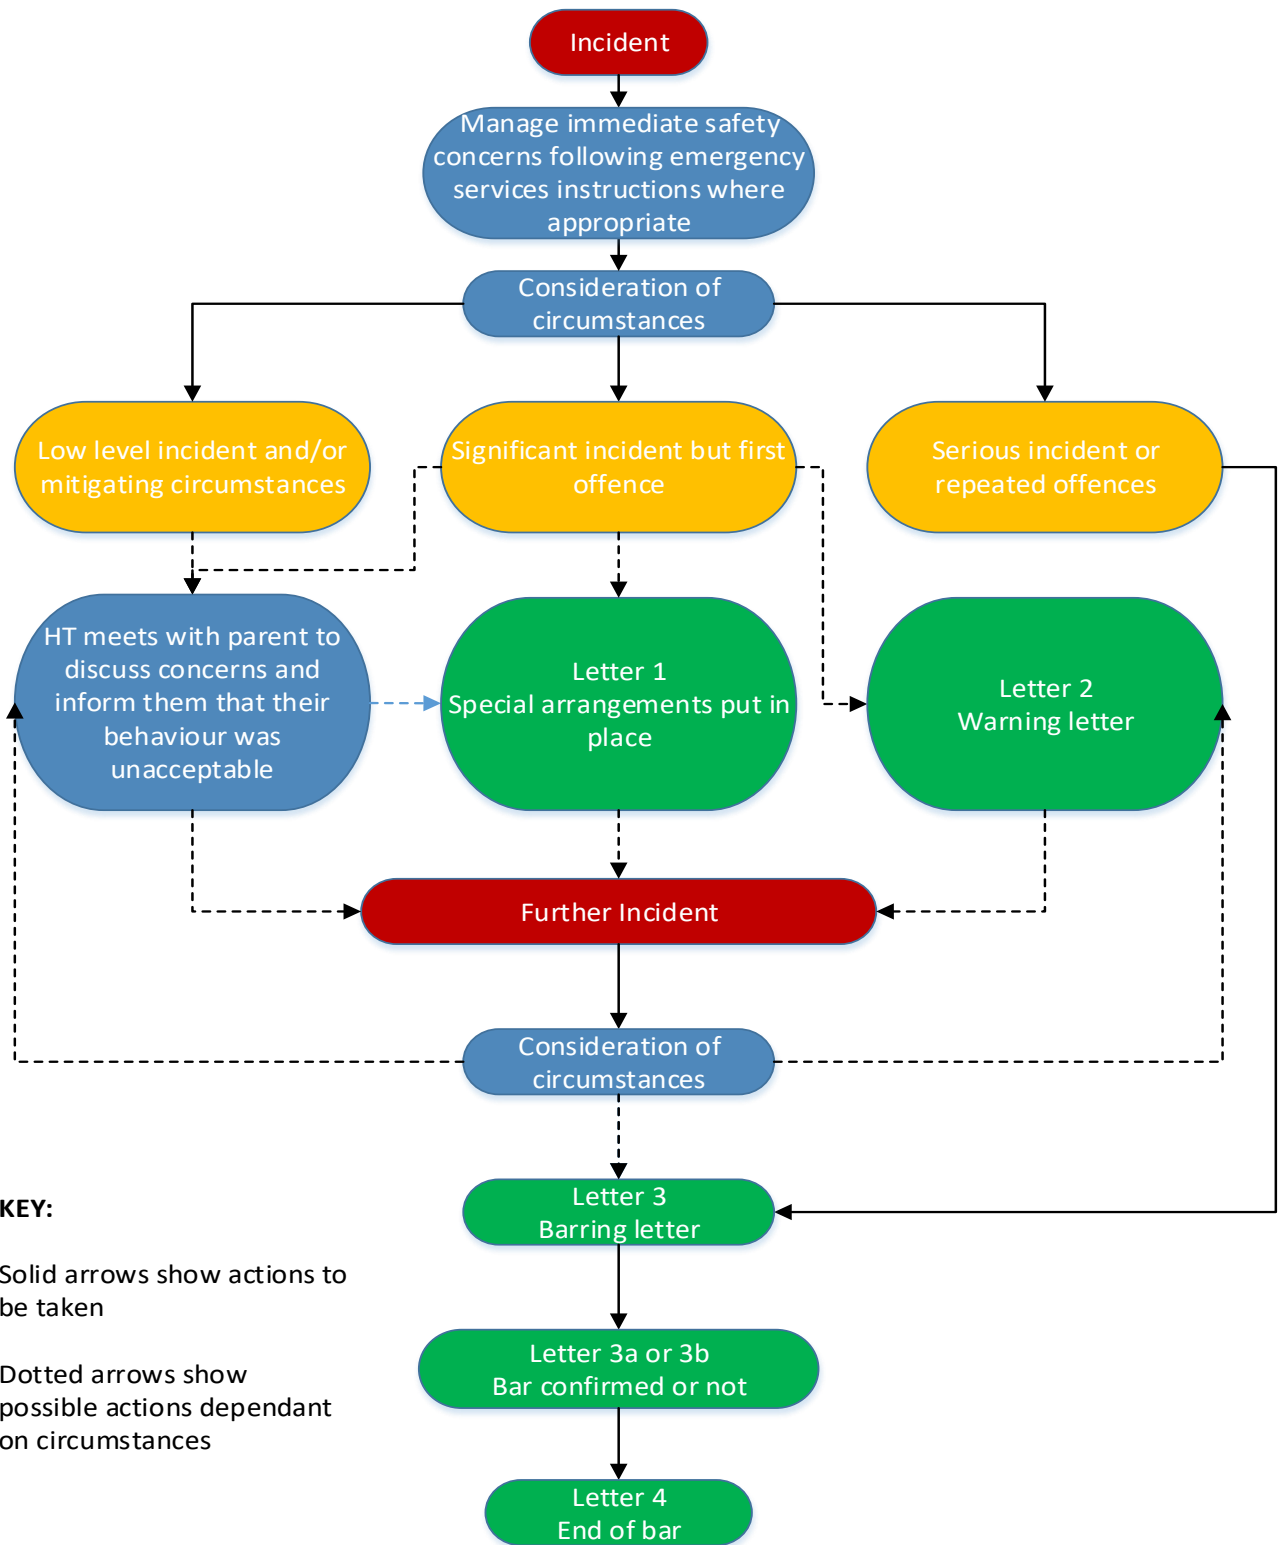 Incident
Manage immediate safety
concerns following emergency
services instructions where
appropriate
Consideration of
circumstances
Low level incident and/or
mitigating circumstances
Significant incident but first
offence
Serious incident or
repeated offences
HT meets with parent to
discuss concerns and
inform them that their
behaviour was
unacceptable
Letter 1
Special arrangements put in
place
Letter 2
Warning letter
Further Incident
Consideration of
circumstances
Letter 3
Barring letter
KEY:
Solid arrows show actions to
be taken
Dotted arrows show
possible actions dependant
on circumstances
Letter 3a or 3b
Bar confirmed or not
Letter 4
End of bar